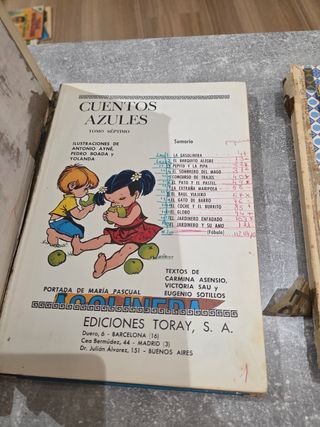 CUENTOS
AZULES
TOMO SÉPTIMO
ILUSTRACIONES DE
ANTONIO AYNÉ,
PEDRO BOADA y
YOLANDA
Sumario
LA GASOLINERA
EL BARQUITO ALEGRE
PEPITO Y LA PIPA
EL SOMBRERO DEL MAGO
CONCURSO DE TRAJES
EL PATO Y EL PASTEL
LA EXTRAÑA MARIPOSA
EL BAÚL VIAJERO
EL GATO DE BARRO
EL COCHE Y EL BURRITO
EL GLOBO
EL JARDINERO ENFADADO
EL JARDINERO Y SU AMO
(Fábula)
TEXTOS DE
CARMINA ASENSIO,
VICTORIA SAU y
EUGENIO SOTILLOS
PORTADA DE MARÍA PASCUAL
EDICIONES TORAY, S. A.
Duero, 6 - BARCELONA (16)
Cea Bermúdez, 44 - MADRID (3)
Dr. Julián Álvarez, 151 - BUENOS AIRES
1